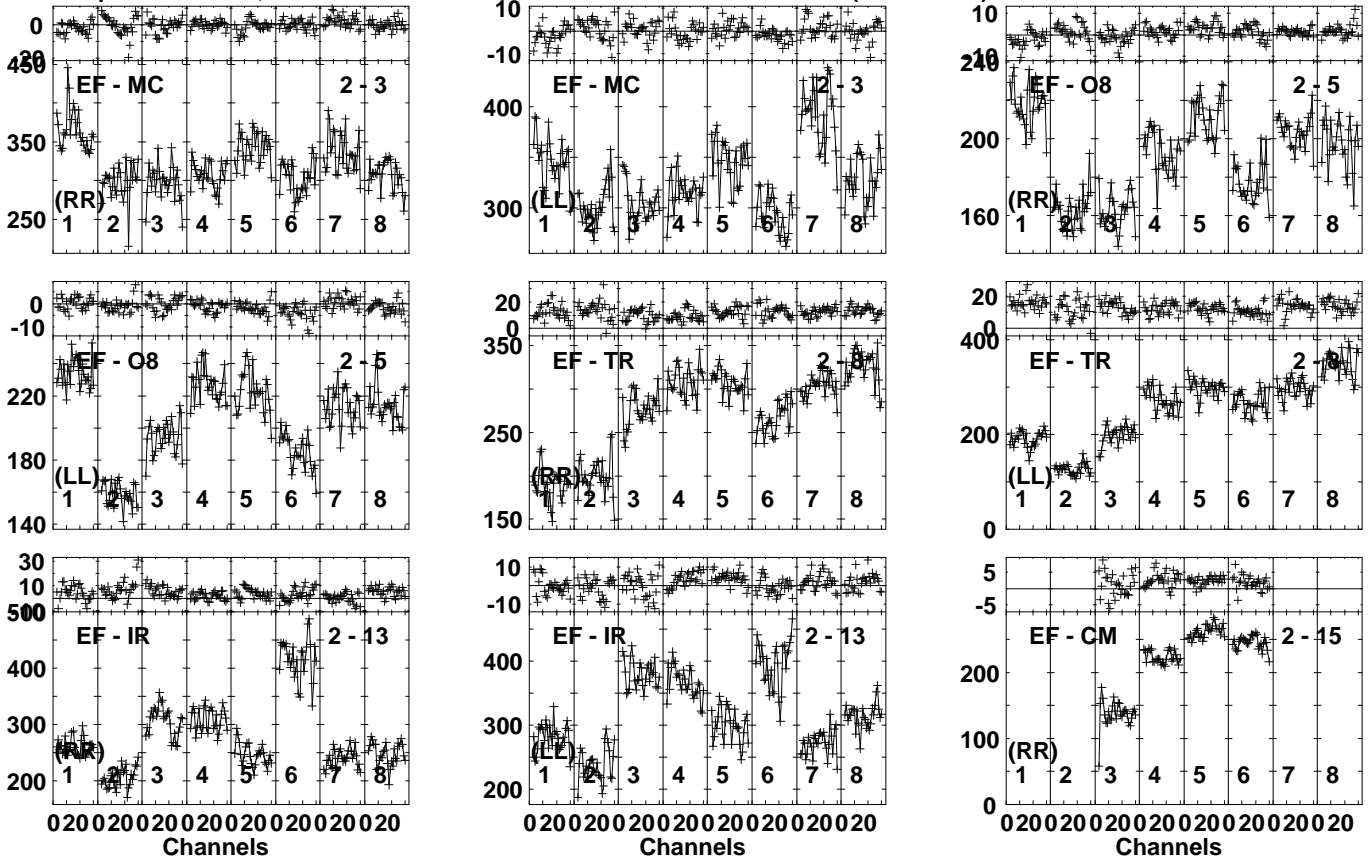 0 10 10
20 -10 10
450 EF - MC 2 - 3 EF - MC 2 - 3 240 EF - O8 2 - 5
400
350 200
(RR) (LL) (RR)
250 300 160
1 2 3 4 5 6 7 8 1 2 3 4 5 6 7 8 1 2 3 4 5 6 7 8
0 20 20
-10 0 0
EF - O8 2 - 5 350 EF - TR 2 - 8 400 EF - TR 2 - 8
220
250 200
180
(LL) (RR) (LL)
1 2 3 4 5 6 7 8 1 2 3 4 5 6 7 8 1 2 3 4 5 6 7 8
140 150 0
30 10 5
10 -10 -5
500 EF - IR 2 - 13 EF - IR 2 - 13 EF - CM 2 - 15
400 400 200
300 300 100
(RR) (LL) (RR)
200 1 2 3 4 5 6 7 8 200 1 2 3 4 5 6 7 8 1 2 3 4 5 6 7 8
0
0 20 0 20 0 20 0 20 0 20 0 20 0 20 0 20 0 20 0 20 0 20 0 20 0 20 0 20 0 20 0 20 0 20 0 20 0 20 0 20 0 20 0 20 0 20 0 20
Channels Channels Channels